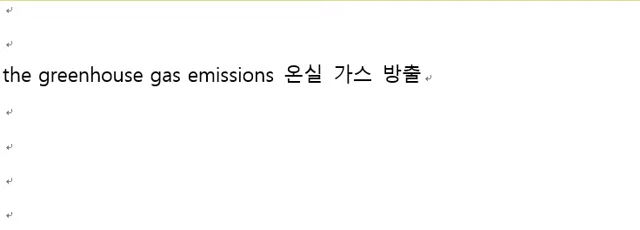 the greenhouse gas emissions 온실 가스 방출